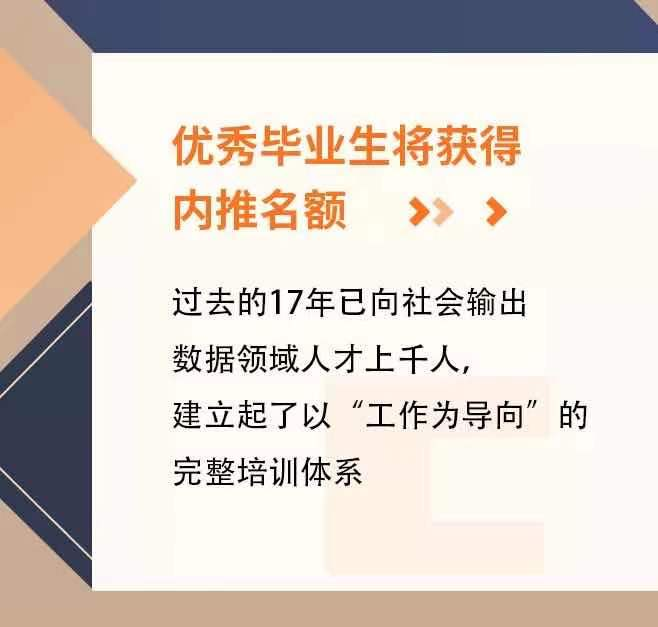 优秀毕业生将获得
内推名额
过去的17年已向社会输出
数据领域人才上千人,
建立起了以“工作为导向”的
完整培训体系